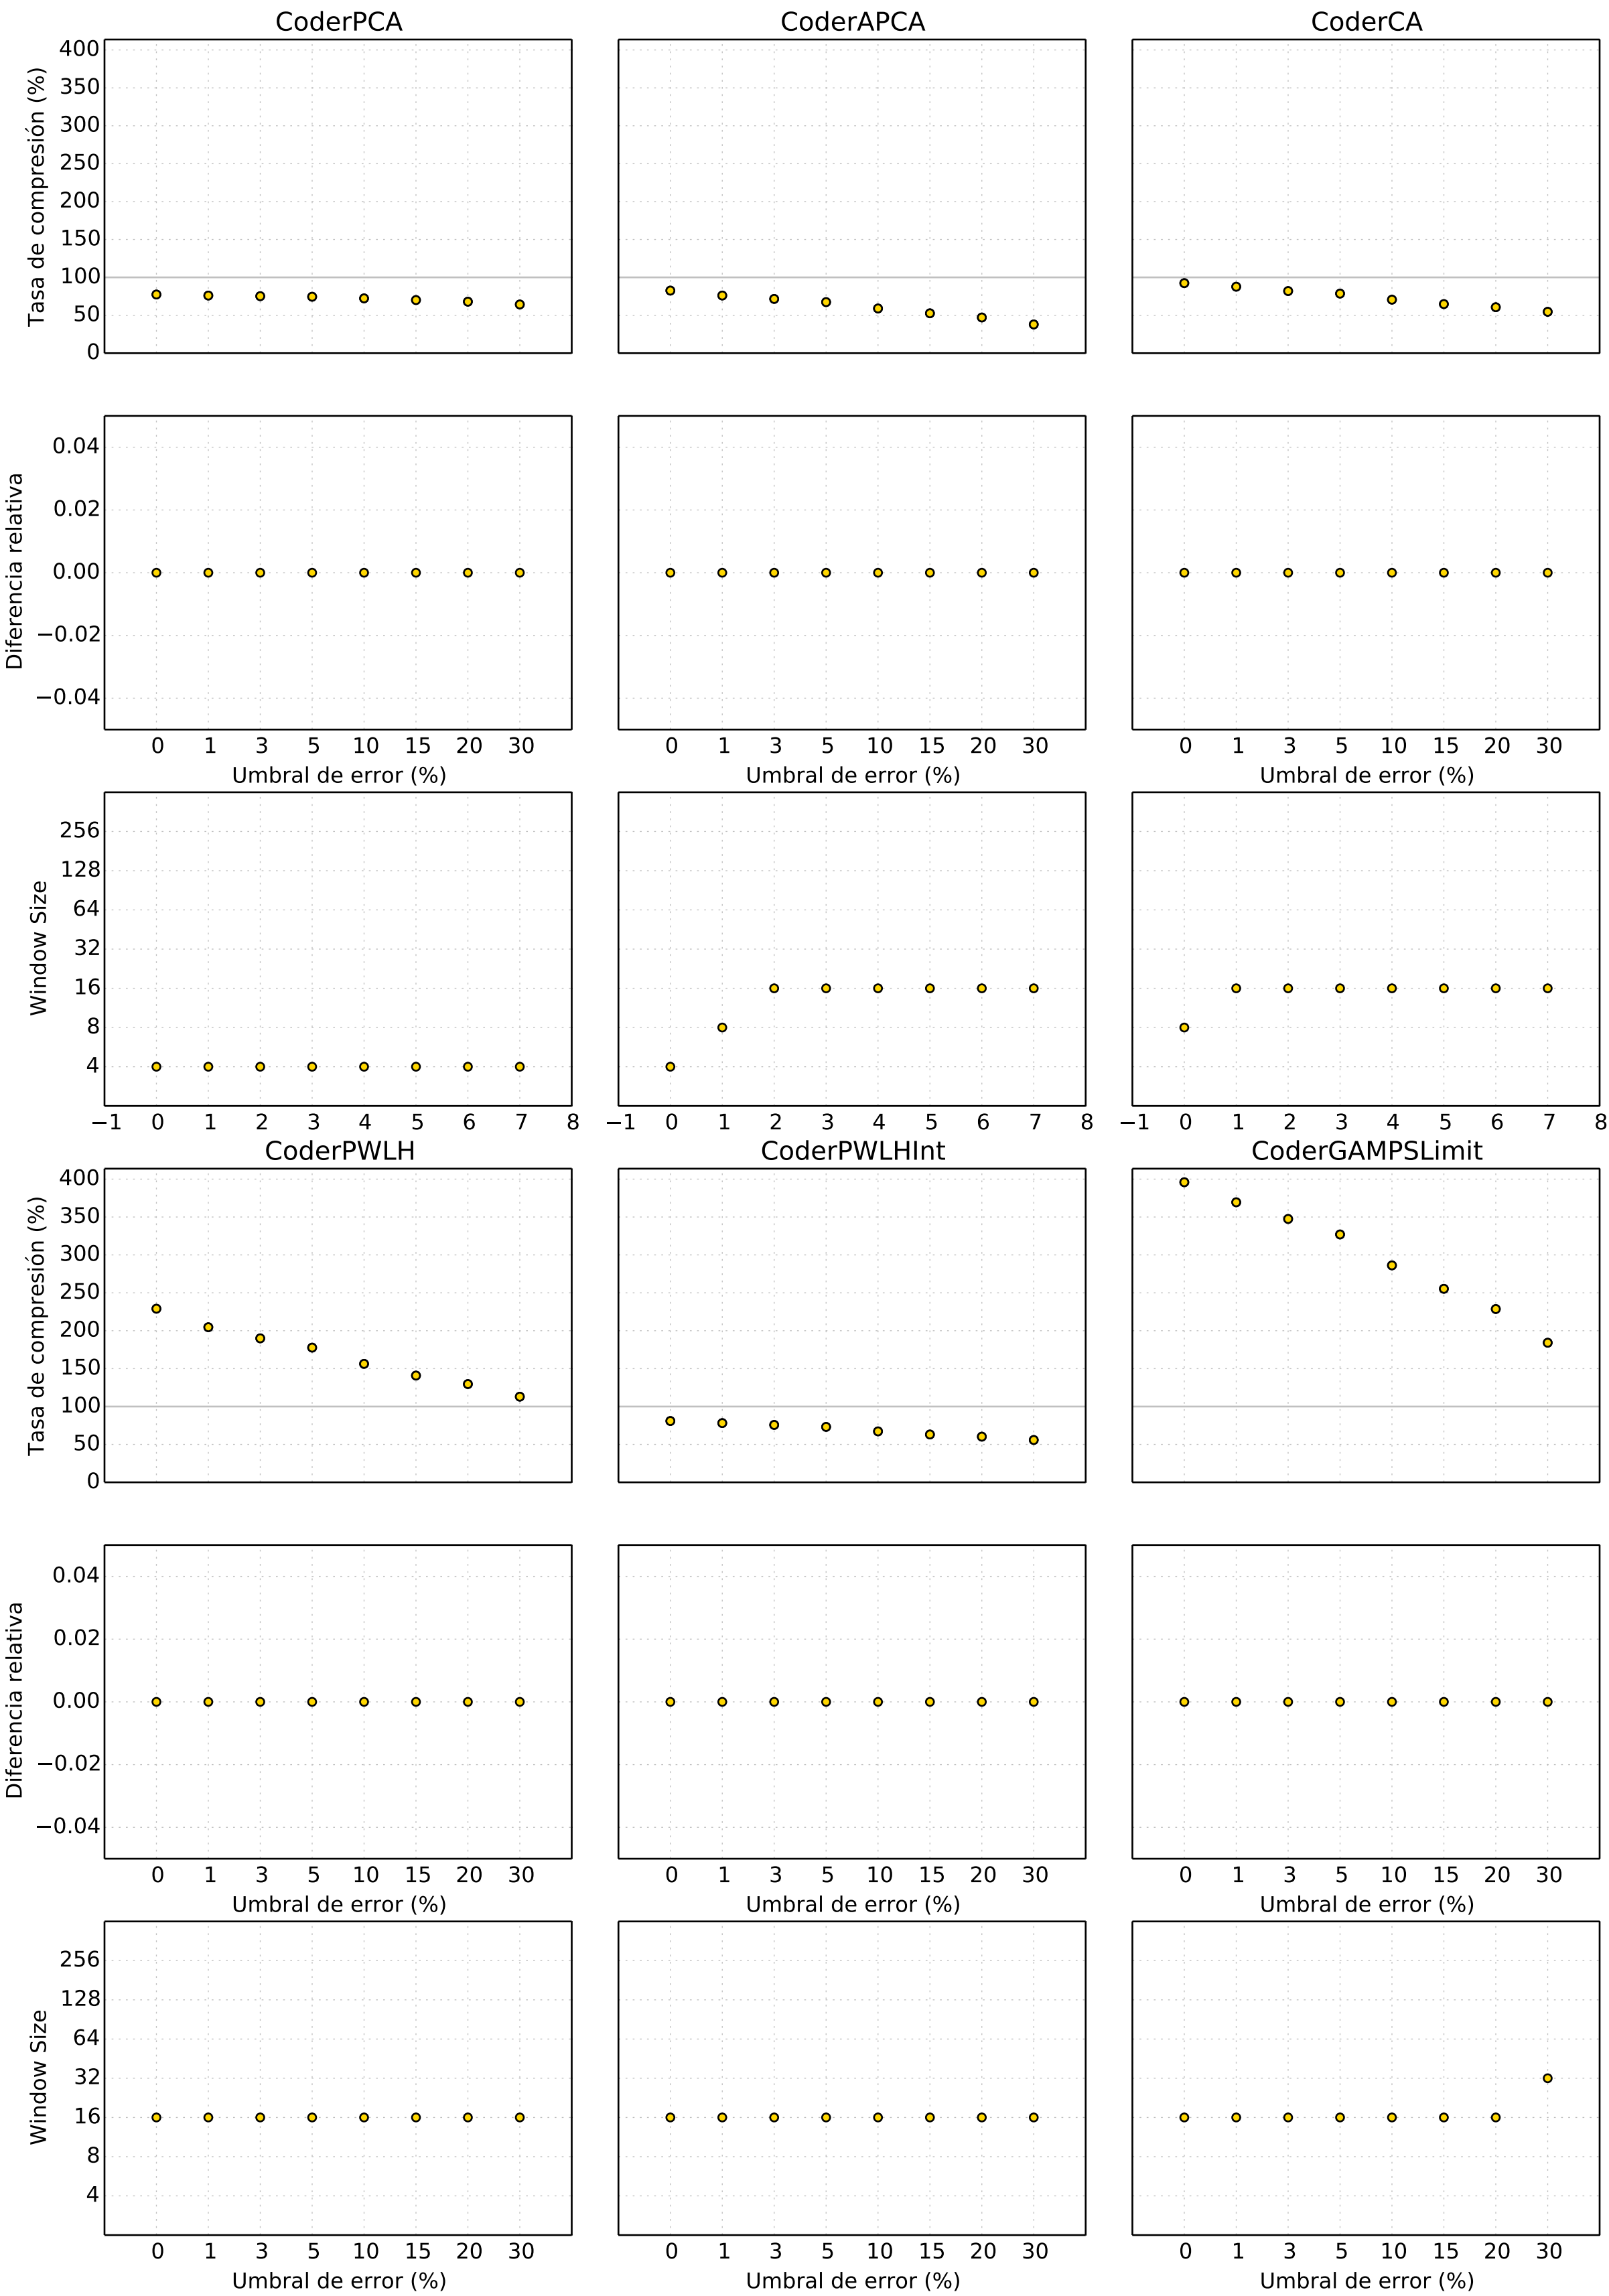 CoderPCA CoderAPCA CoderCA
Tasa de compresión (%)
400
350
300
250
200
150
100
50
0
Diferencia relativa
0.04
0.02
0.00
−0.02
−0.04
0 1 3 5 10 15 20 30 0 1 3 5 10 15 20 30 0 1 3 5 10 15 20 30
Umbral de error (%) Umbral de error (%) Umbral de error (%)
Window Size
256
128
64
32
16
8
4
−1 0 1 2 3 4 5 6 7 8 −1 0 1 2 3 4 5 6 7 8 −1 0 1 2 3 4 5 6 7 8
CoderPWLH CoderPWLHInt CoderGAMPSLimit
Tasa de compresión (%)
400
350
300
250
200
150
100
50
0
Diferencia relativa
0.04
0.02
0.00
−0.02
−0.04
0 1 3 5 10 15 20 30 0 1 3 5 10 15 20 30 0 1 3 5 10 15 20 30
Umbral de error (%) Umbral de error (%) Umbral de error (%)
Window Size
256
128
64
32
16
8
4
0 1 3 5 10 15 20 30 0 1 3 5 10 15 20 30 0 1 3 5 10 15 20 30
Umbral de error (%) Umbral de error (%) Umbral de error (%)